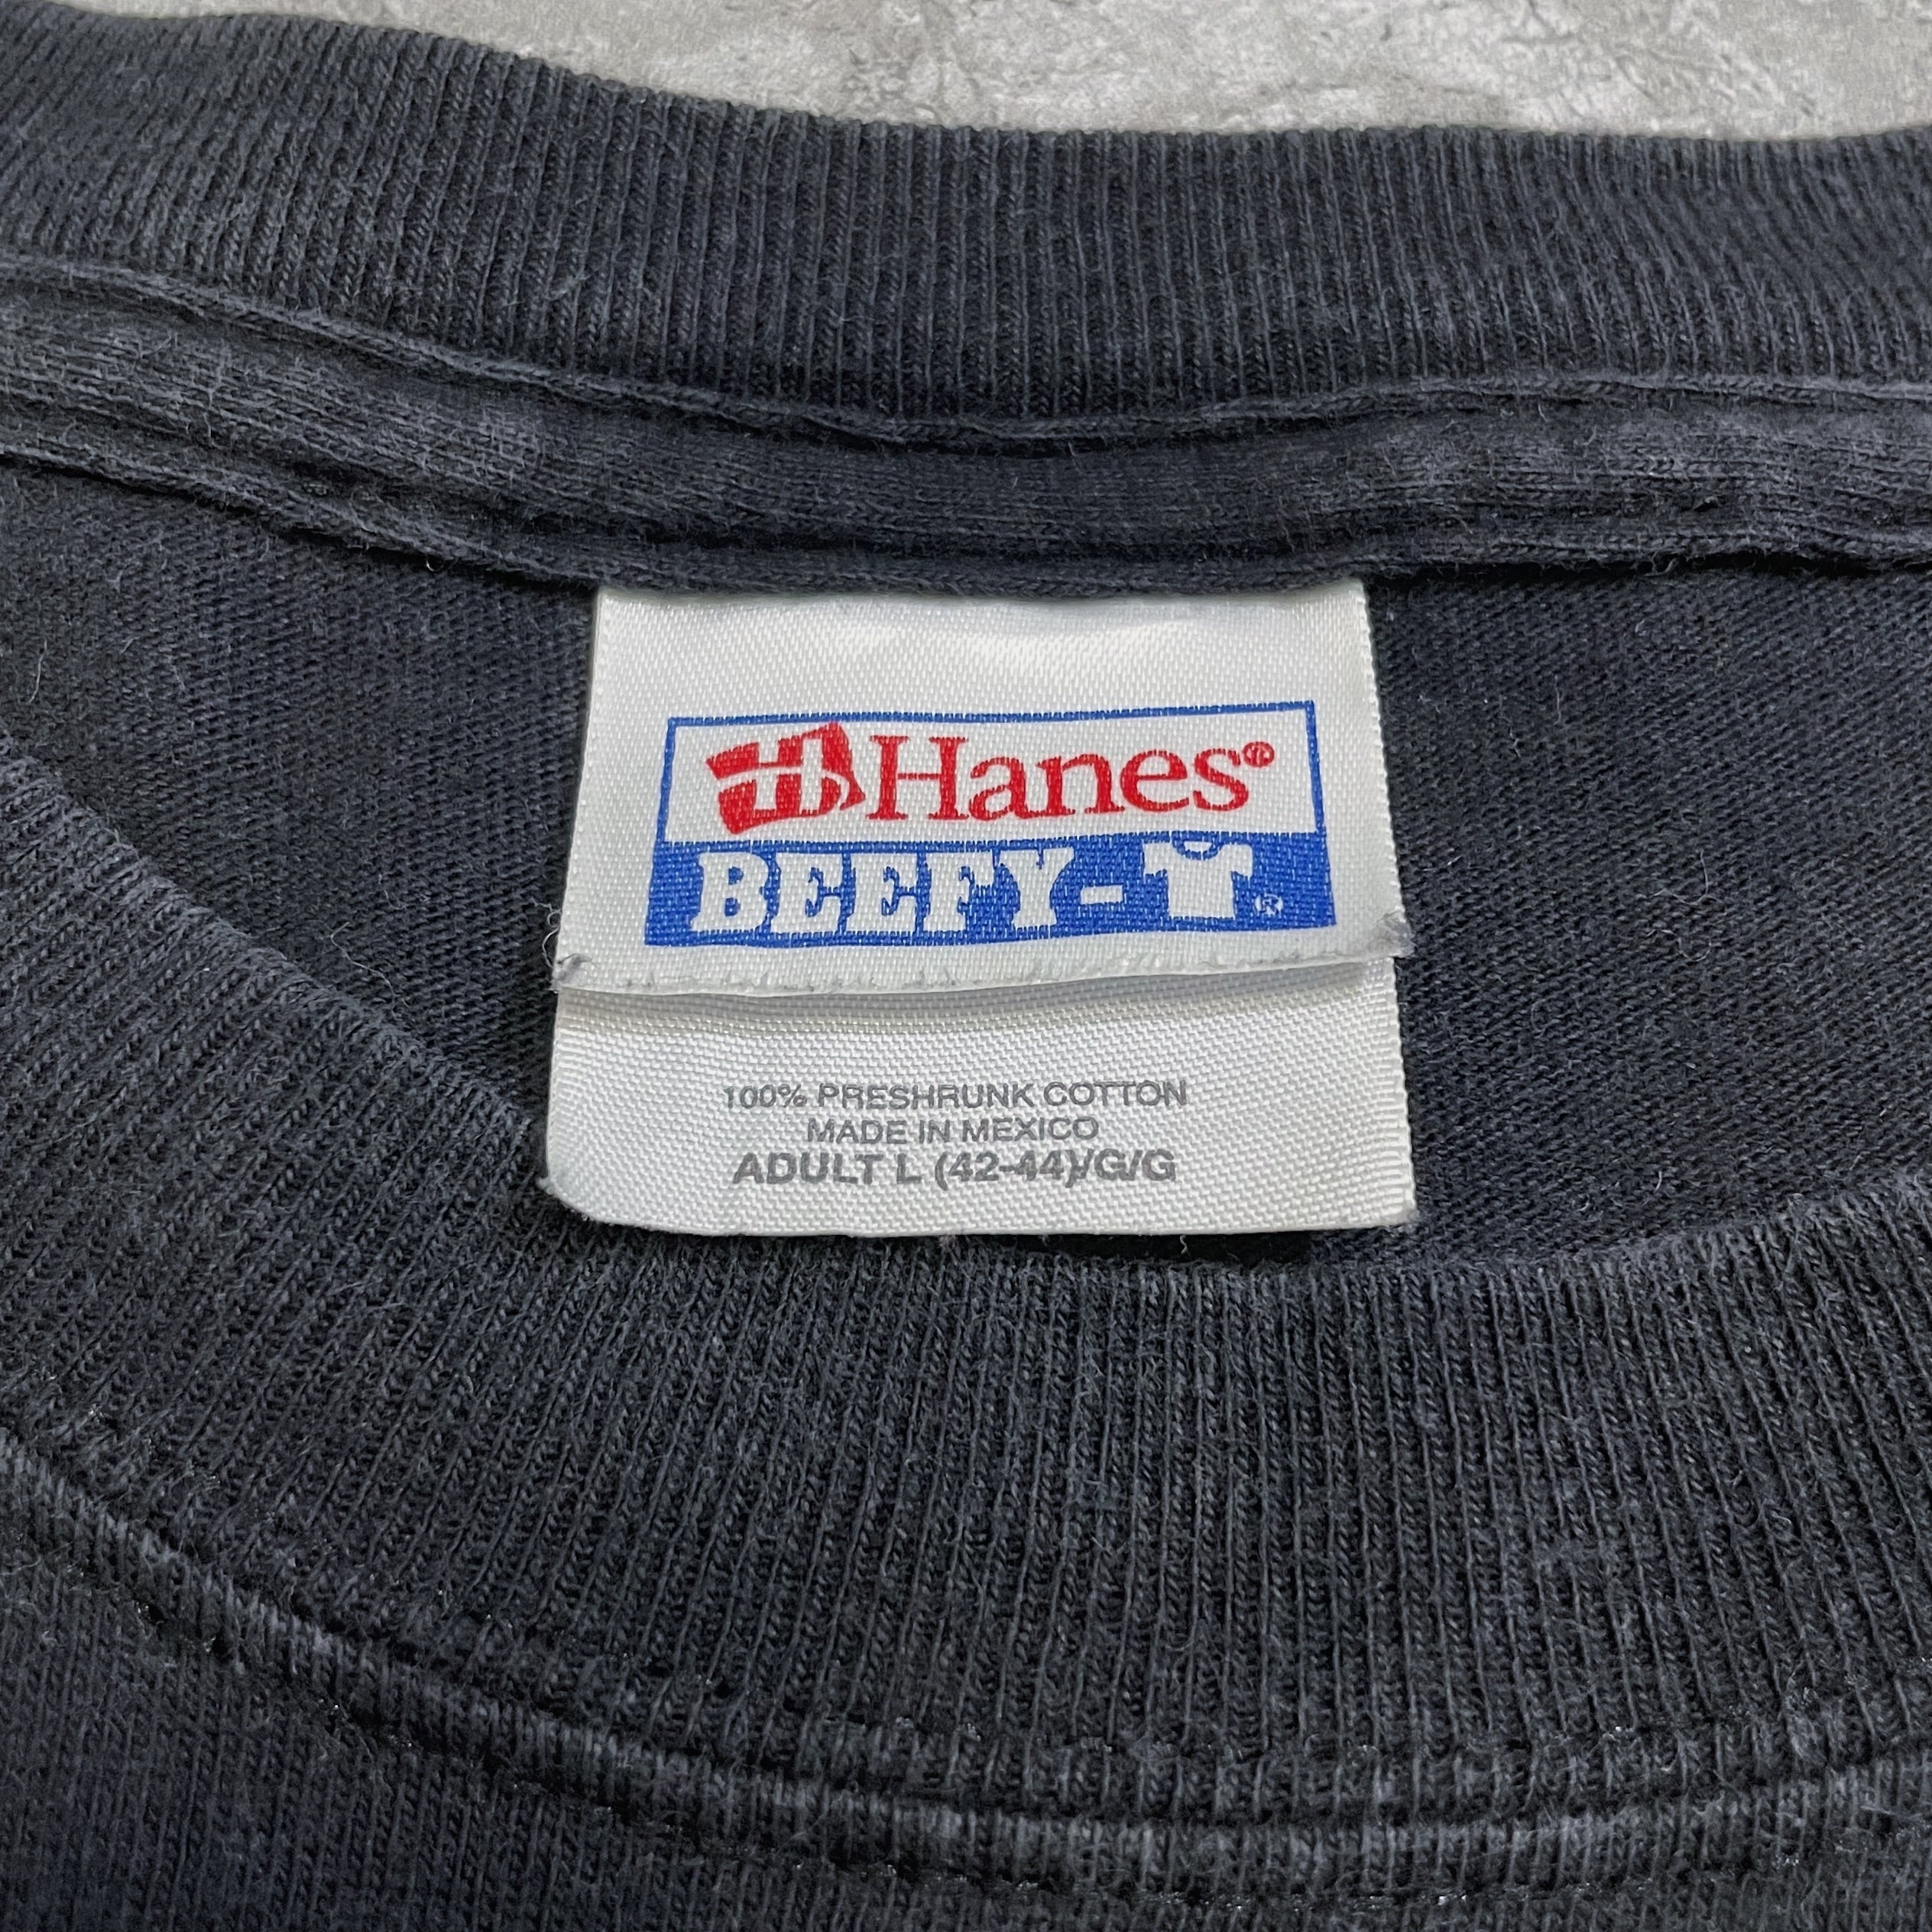 Hanes®
BEEFY-T®
100% PRESHRUNK COTTON
MADE IN MEXICO
ADULT L (42-44)/G/G